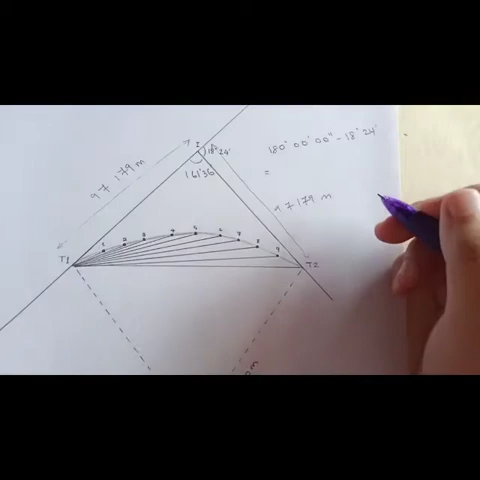 I
18° 24'
161°36'
97.179 m
97.179 m
T1
T2
1
2
3
4
5
6
7
8
9
180° 00' 00" - 18° 24'
=